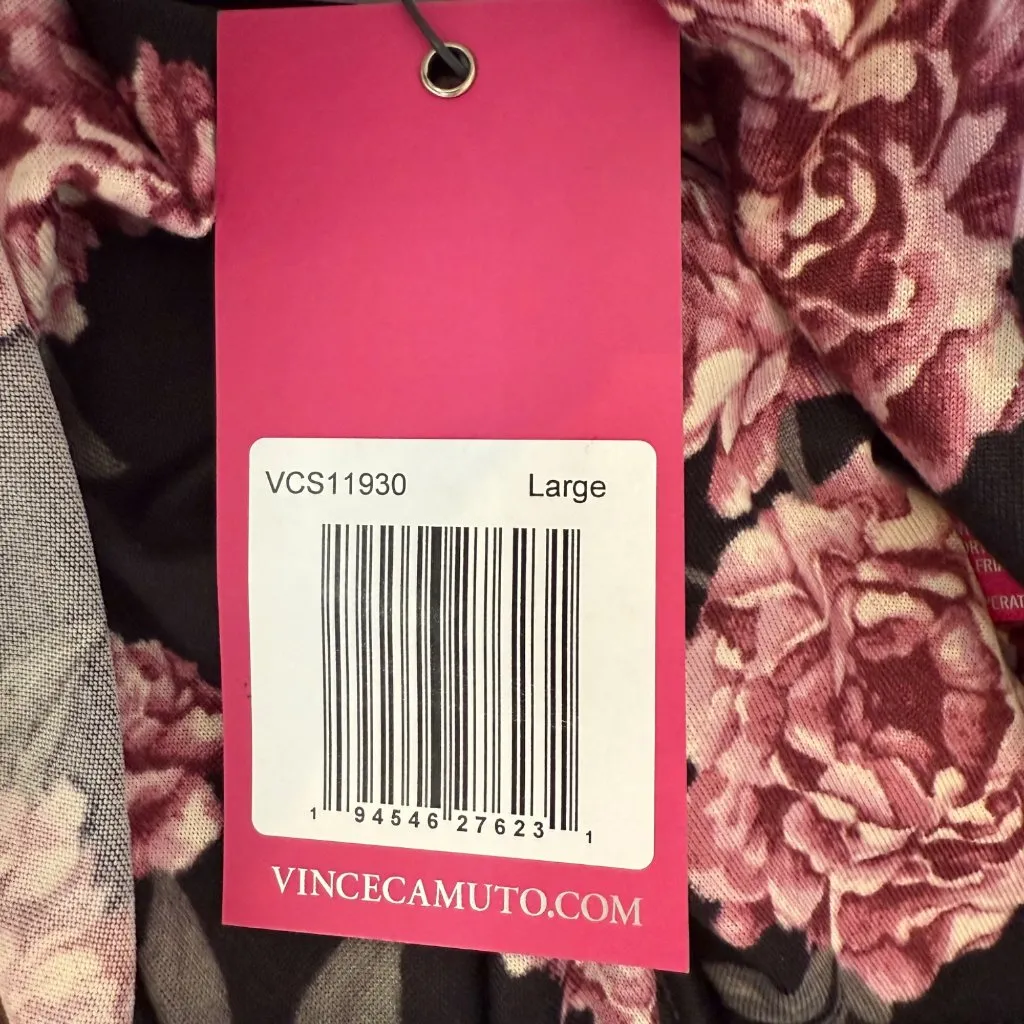 VCS11930 Large
1 94546 27623 1
VINCECAMUTO.COM